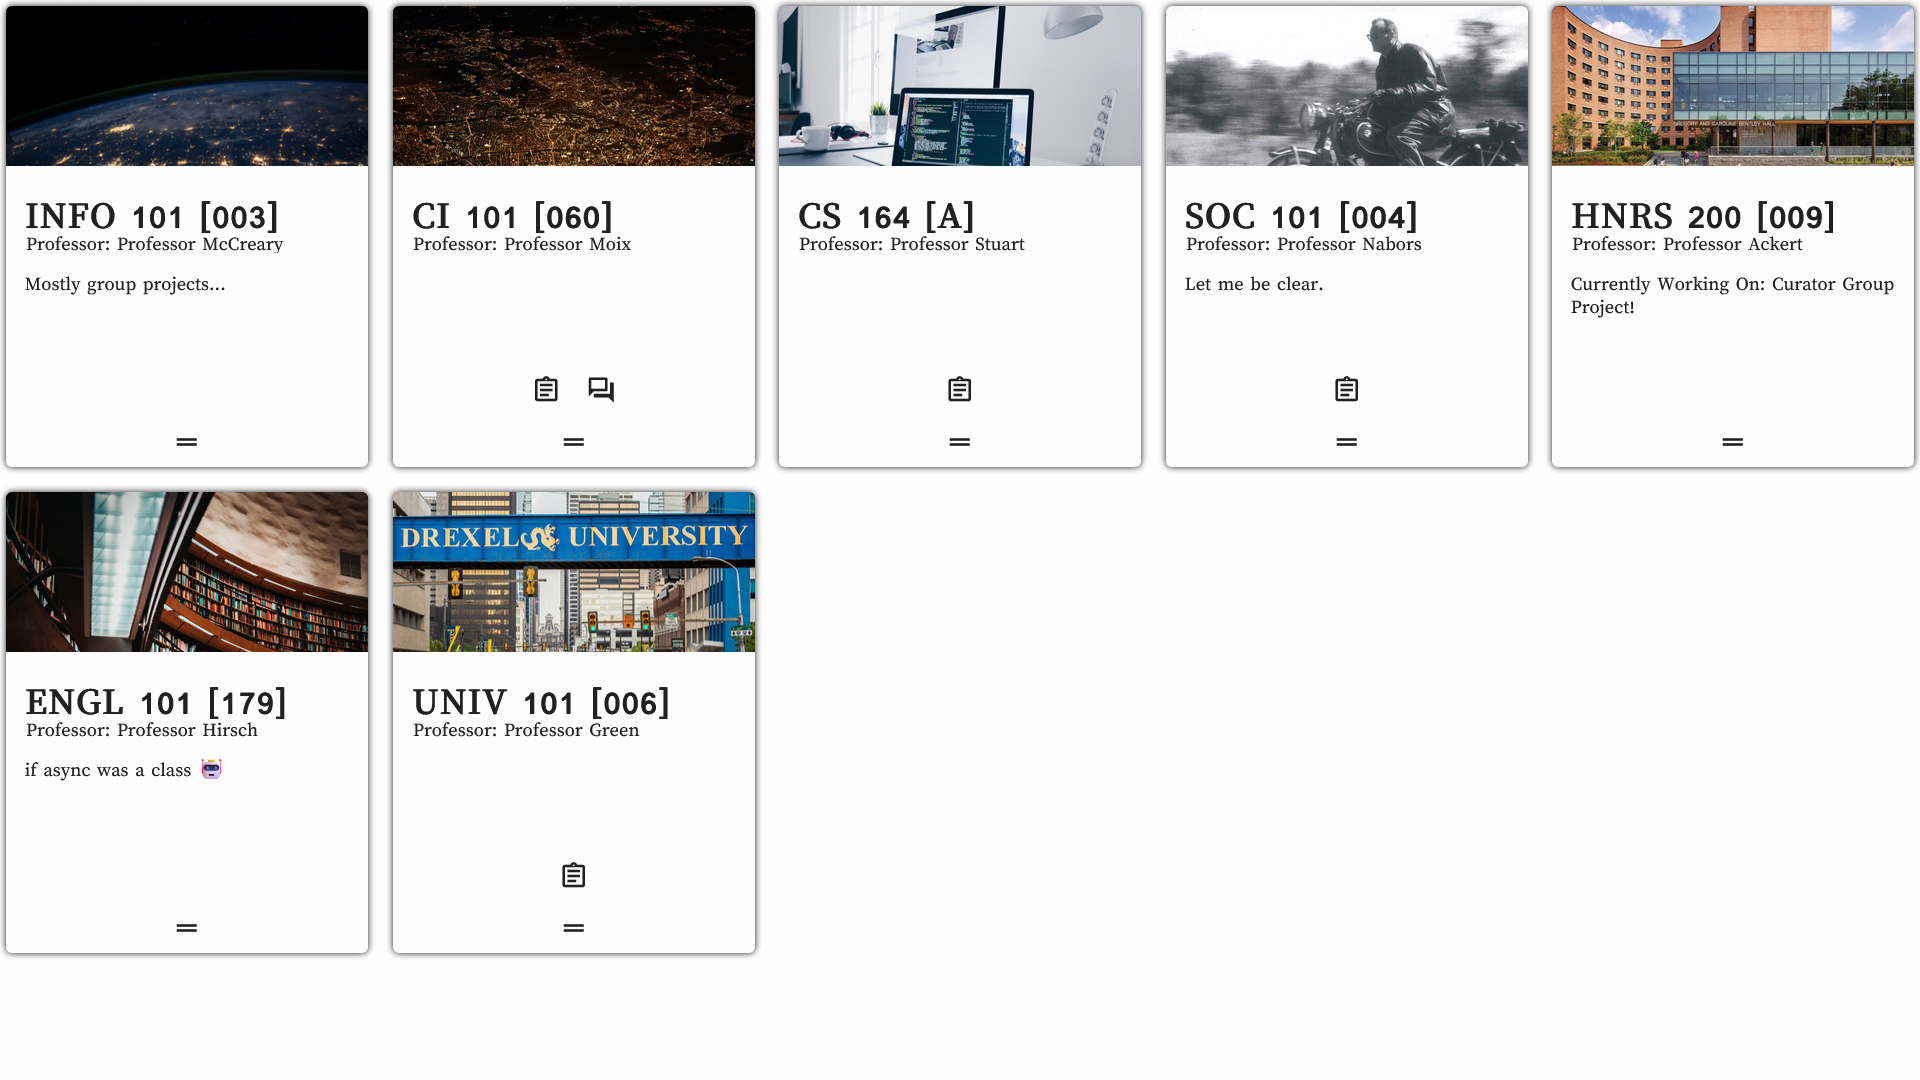 INFO 101 [003]
Professor: Professor McCreary
Mostly group projects...
CI 101 [060]
Professor: Professor Moix
CS 164 [A]
Professor: Professor Stuart
SOC 101 [004]
Professor: Professor Nabors
Let me be clear.
GREGORY AND CAROLINE BENTLEY HALL
HNRS 200 [009]
Professor: Professor Ackert
Currently Working On: Curator Group
Project!
ENGL 101 [179]
Professor: Professor Hirsch
if async was a class 🤖
DREXEL UNIVERSITY
UNIV 101 [006]
Professor: Professor Green